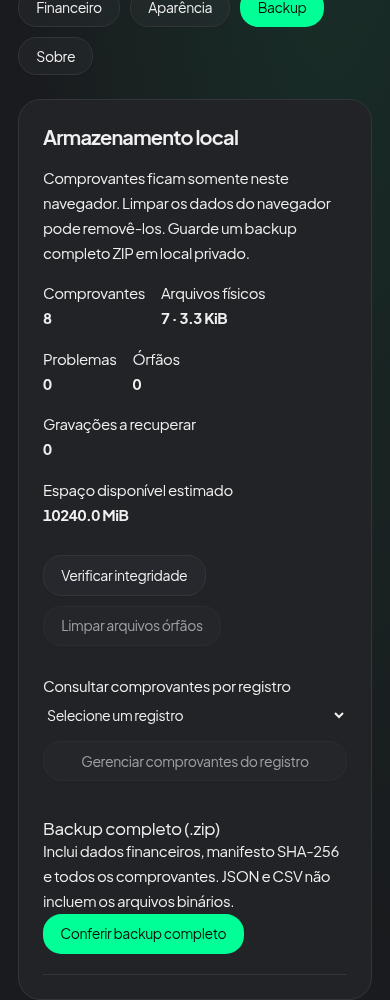 Financeiro Aparência Backup
Sobre
Armazenamento local
Comprovantes ficam somente neste
navegador. Limpar os dados do navegador
pode removê-los. Guarde um backup
completo ZIP em local privado.
Comprovantes Arquivos físicos
8 7 · 3.3 KiB
Problemas Órfãos
0 0
Gravações a recuperar
0
Espaço disponível estimado
10240.0 MiB
Verificar integridade
Limpar arquivos órfãos
Consultar comprovantes por registro
Selecione um registro
Gerenciar comprovantes do registro
Backup completo (.zip)
Inclui dados financeiros, manifesto SHA-256
e todos os comprovantes. JSON e CSV não
incluem os arquivos binários.
Conferir backup completo